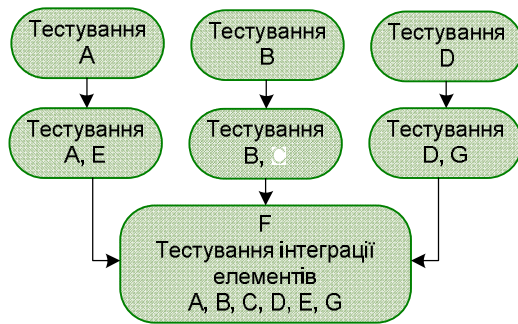 Тестування
A
Тестування
B
Тестування
D
Тестування
A, E
Тестування
B,
Тестування
D, G
F
Тестування інтеграції
елементів
A, B, C, D, E, G